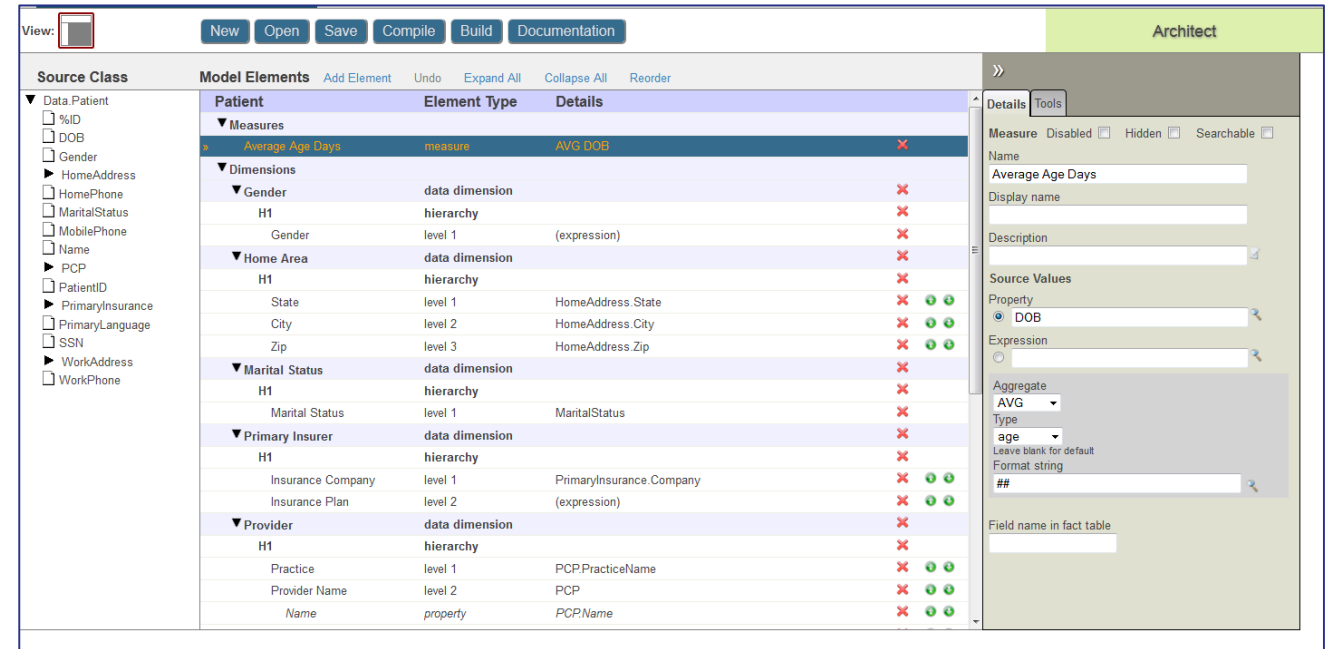 View: New Open Save Compile Build Documentation Architect
Source Class
Data.Patient
%ID
DOB
Gender
HomeAddress
HomePhone
MaritalStatus
MobilePhone
Name
PCP
PatientID
PrimaryInsurance
PrimaryLanguage
SSN
WorkAddress
WorkPhone
Model Elements Add Element Undo Expand All Collapse All Reorder
Patient Element Type Details
Measures
» Average Age Days measure AVG DOB
Dimensions
Gender data dimension
H1 hierarchy
Gender level 1 (expression)
Home Area data dimension
H1 hierarchy
State level 1 HomeAddress.State
City level 2 HomeAddress.City
Zip level 3 HomeAddress.Zip
Marital Status data dimension
H1 hierarchy
Marital Status level 1 MaritalStatus
Primary Insurer data dimension
H1 hierarchy
Insurance Company level 1 PrimaryInsurance.Company
Insurance Plan level 2 (expression)
Provider data dimension
H1 hierarchy
Practice level 1 PCP.PracticeName
Provider Name level 2 PCP
Name property PCP.Name
»
Details Tools
Measure Disabled Hidden Searchable
Name
Average Age Days
Display name
Description
Source Values
Property
DOB
Expression
Aggregate
AVG
Type
age
Leave blank for default
Format string
##
Field name in fact table